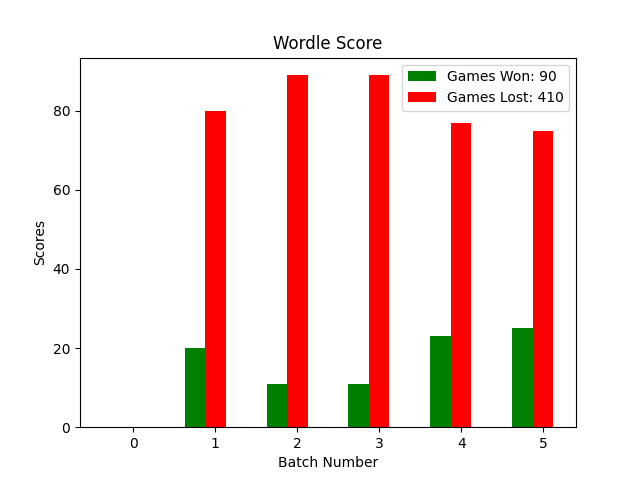 Wordle Score
Games Won: 90
Games Lost: 410
80
60
40
20
0
Scores
0 1 2 3 4 5
Batch Number